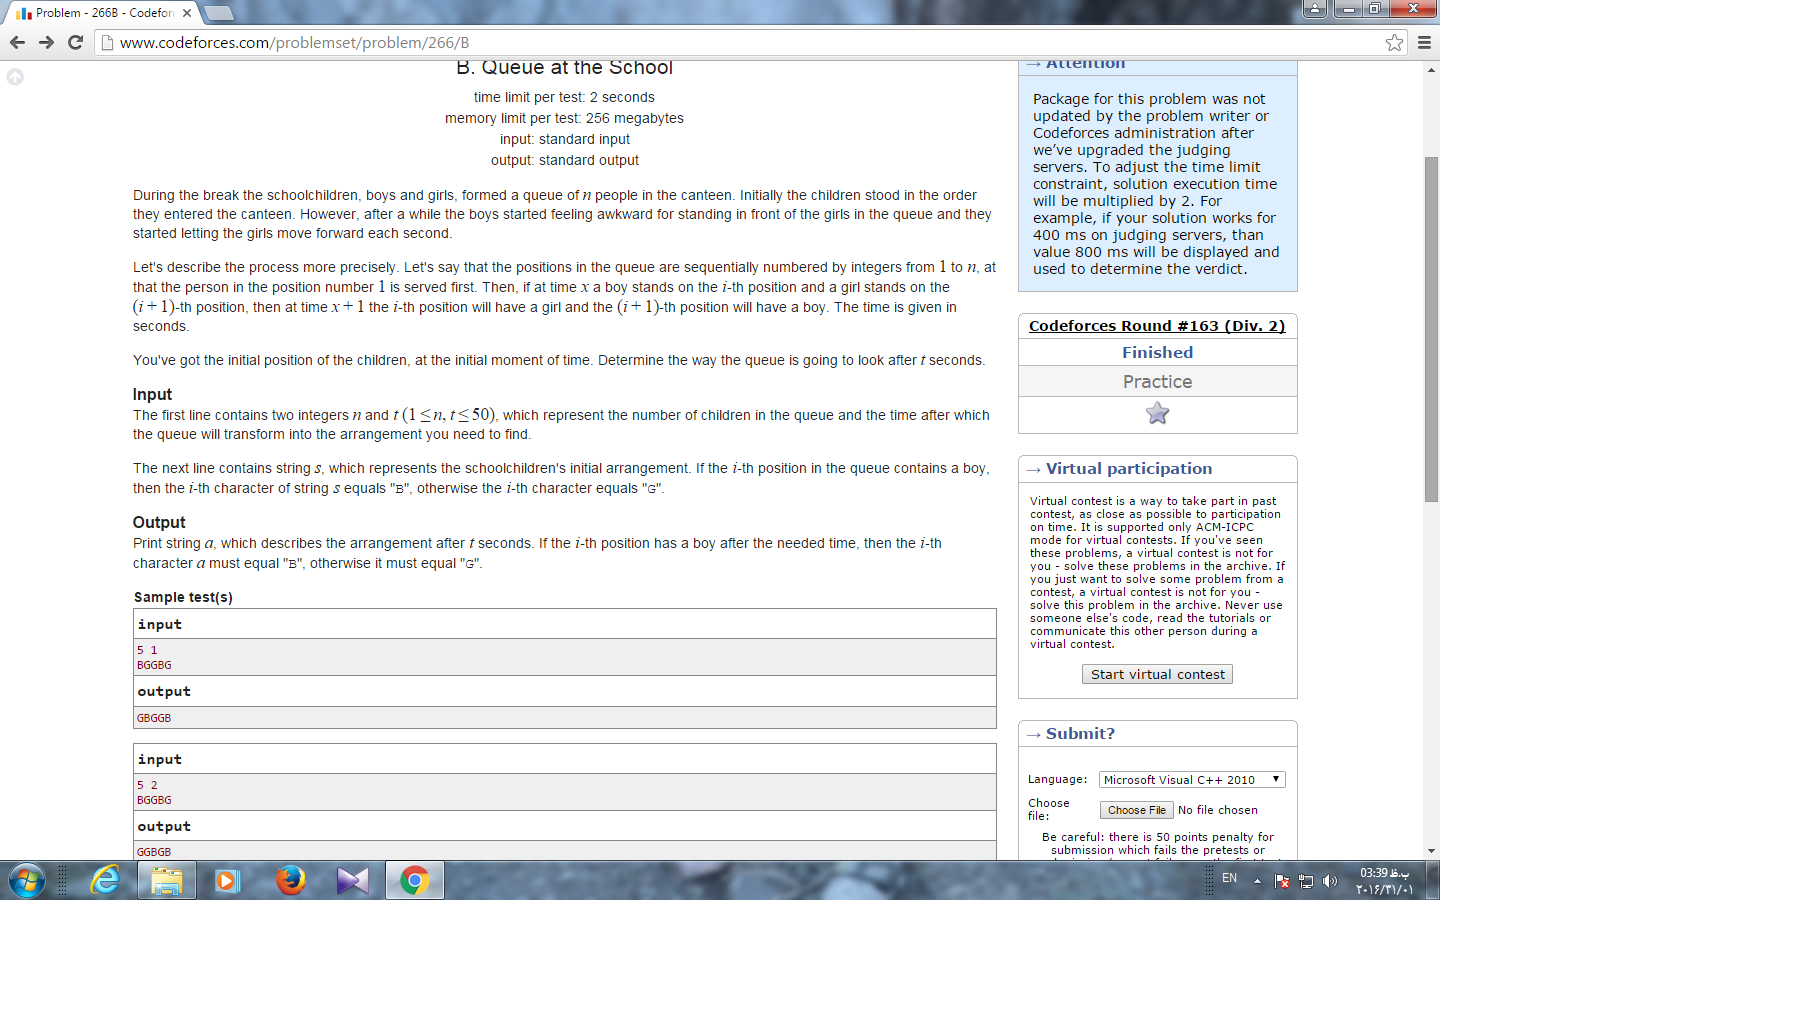 Problem - 266B - Codefor
www.codeforces.com/problemset/problem/266/B
B. Queue at the School
time limit per test: 2 seconds
memory limit per test: 256 megabytes
input: standard input
output: standard output
During the break the schoolchildren, boys and girls, formed a queue of n people in the canteen. Initially the children stood in the order
they entered the canteen. However, after a while the boys started feeling awkward for standing in front of the girls in the queue and they
started letting the girls move forward each second.
Let's describe the process more precisely. Let's say that the positions in the queue are sequentially numbered by integers from 1 to n, at
that the person in the position number 1 is served first. Then, if at time x a boy stands on the i-th position and a girl stands on the
(i + 1)-th position, then at time x + 1 the i-th position will have a girl and the (i + 1)-th position will have a boy. The time is given in
seconds.
You've got the initial position of the children, at the initial moment of time. Determine the way the queue is going to look after t seconds.
Input
The first line contains two integers n and t (1 ≤ n, t ≤ 50), which represent the number of children in the queue and the time after which
the queue will transform into the arrangement you need to find.
The next line contains string s, which represents the schoolchildren's initial arrangement. If the i-th position in the queue contains a boy,
then the i-th character of string s equals "B", otherwise the i-th character equals "G".
Output
Print string a, which describes the arrangement after t seconds. If the i-th position has a boy after the needed time, then the i-th
character a must equal "B", otherwise it must equal "G".
Sample test(s)
input
5 1
BGGBG
output
GBGGB
input
5 2
BGGBG
output
GGBGB
→ Attention
Package for this problem was not
updated by the problem writer or
Codeforces administration after
we’ve upgraded the judging
servers. To adjust the time limit
constraint, solution execution time
will be multiplied by 2. For
example, if your solution works for
400 ms on judging servers, than
value 800 ms will be displayed and
used to determine the verdict.
Codeforces Round #163 (Div. 2)
Finished
Practice
→ Virtual participation
Virtual contest is a way to take part in past
contest, as close as possible to participation
on time. It is supported only ACM-ICPC
mode for virtual contests. If you've seen
these problems, a virtual contest is not for
you - solve these problems in the archive. If
you just want to solve some problem from a
contest, a virtual contest is not for you -
solve this problem in the archive. Never use
someone else's code, read the tutorials or
communicate this other person during a
virtual contest.
Start virtual contest
→ Submit?
Language: Microsoft Visual C++ 2010
Choose
file: Choose File No file chosen
Be careful: there is 50 points penalty for
submission which fails the pretests or
EN
03:39 ب.ظ
۲۰۱۶/۳۱/۰۱